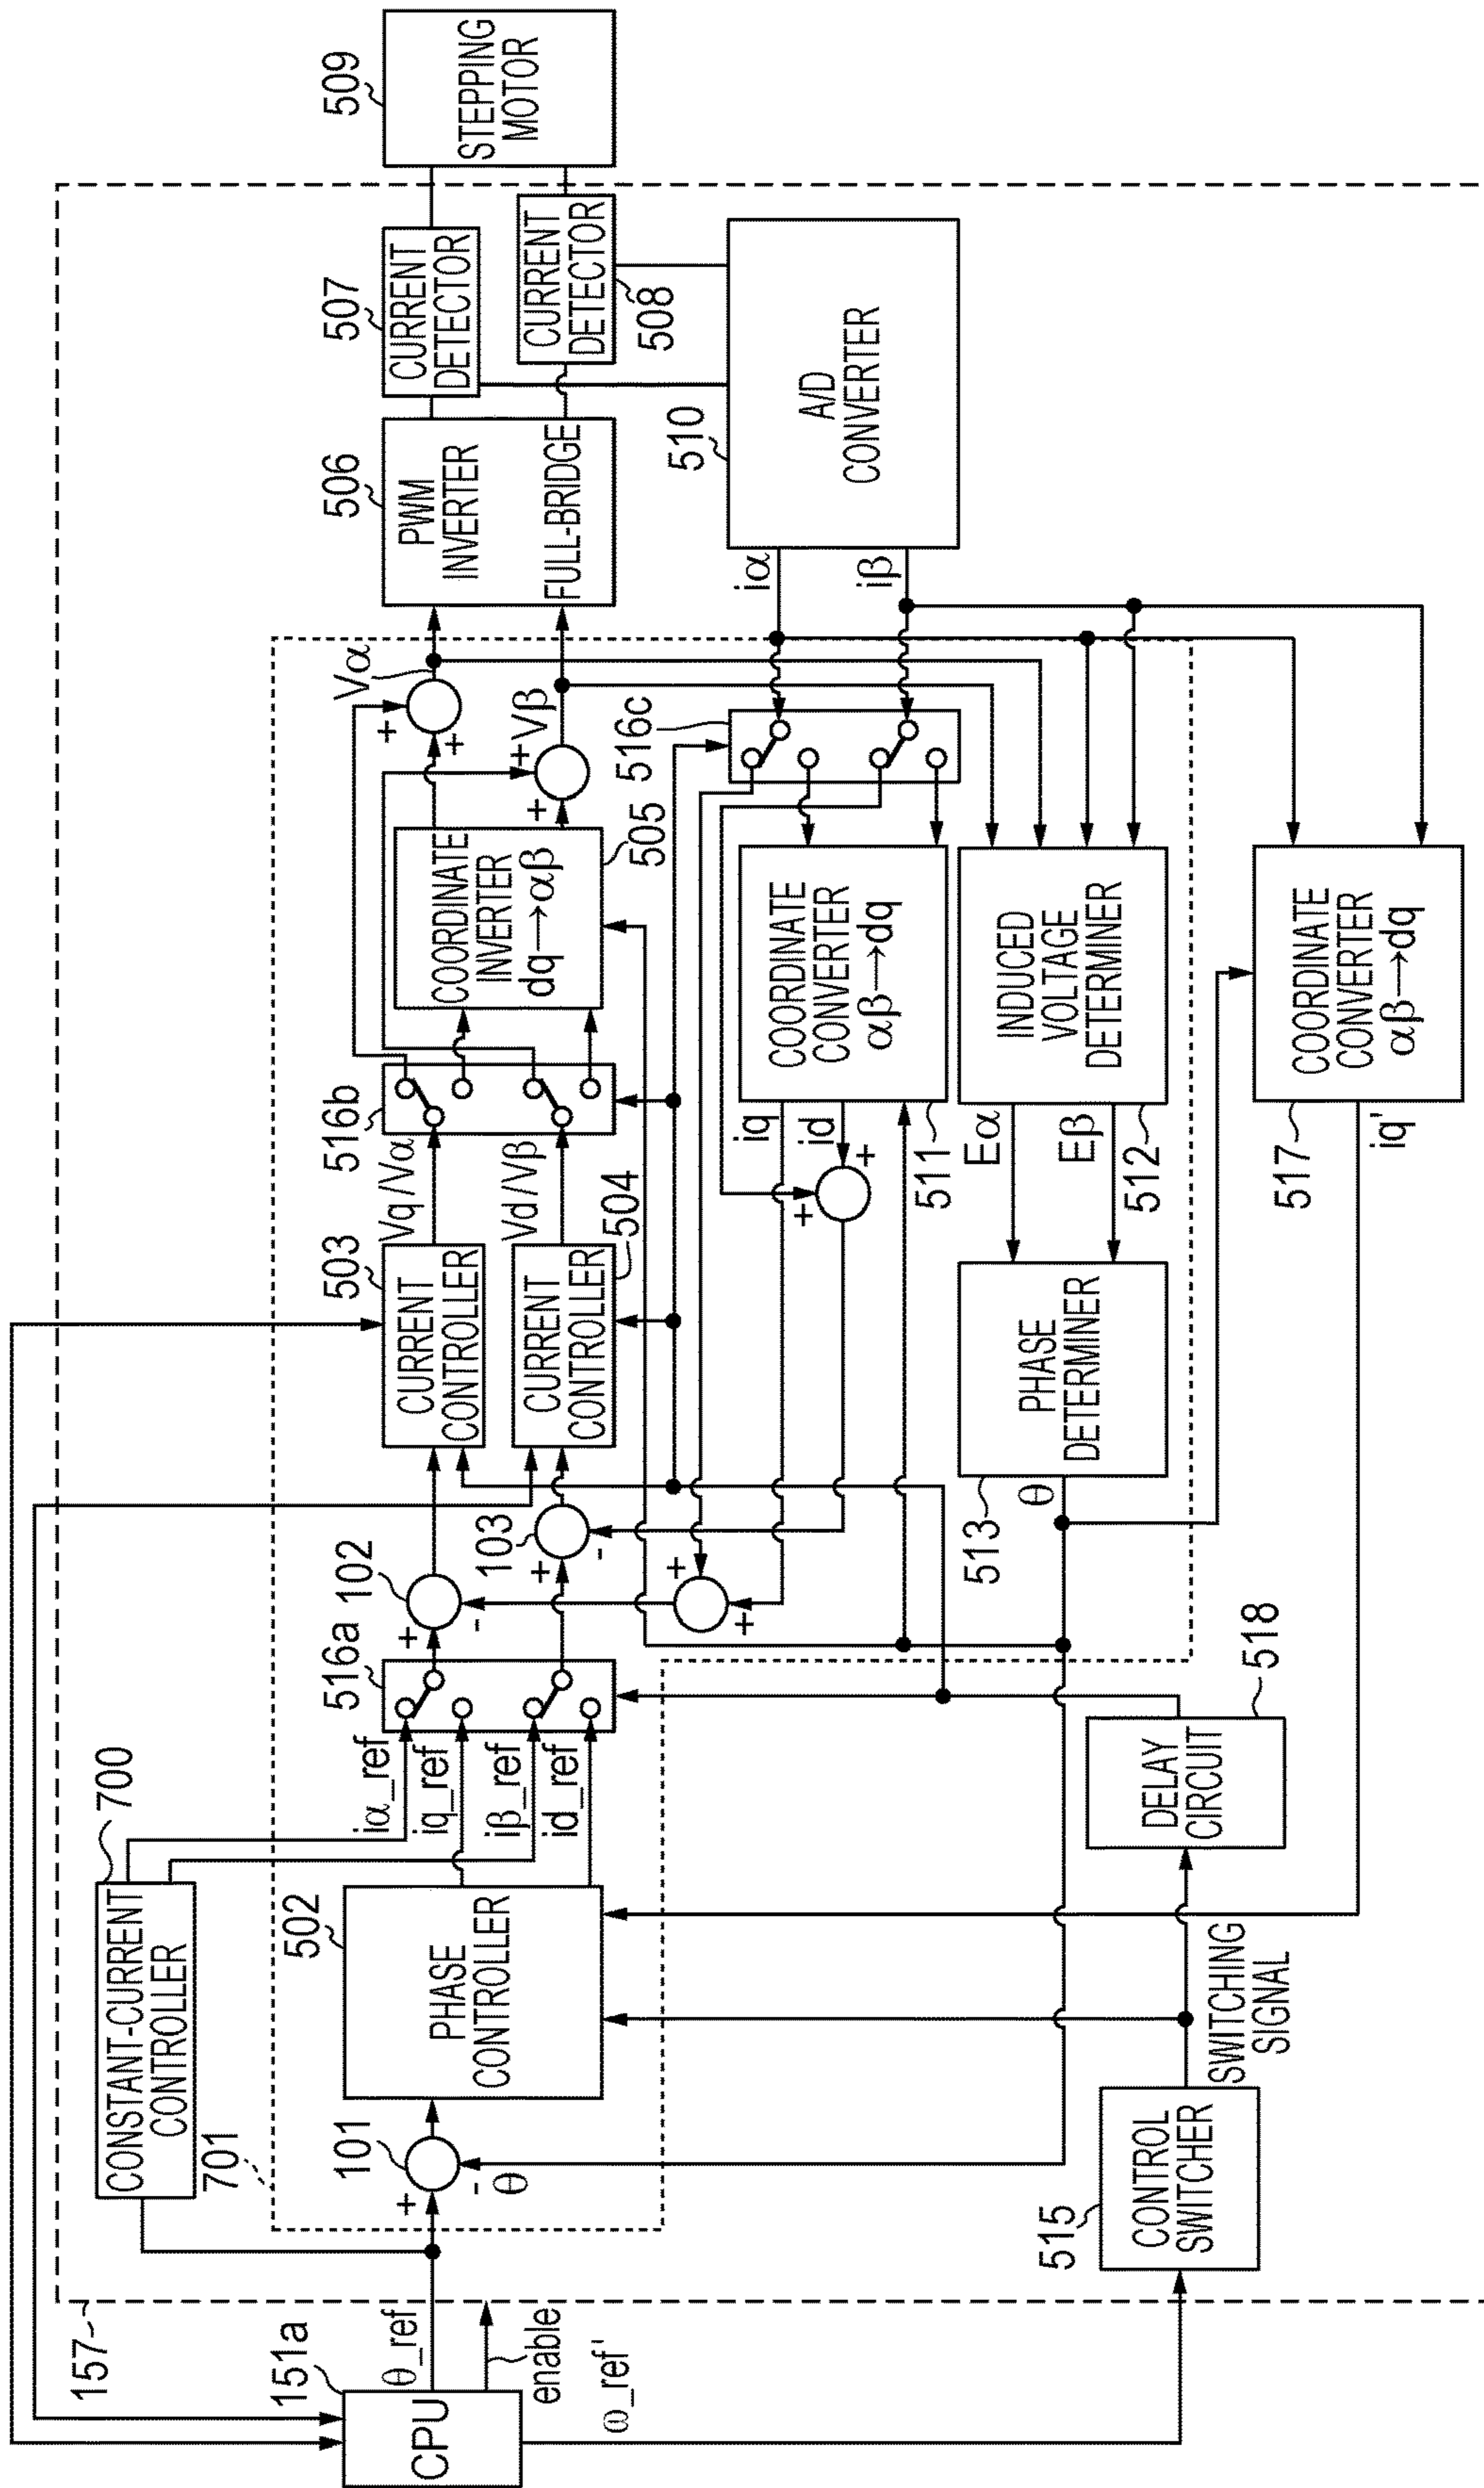 157
151a
CPU
θ_ref
enable
ω_ref'
700
CONSTANT-CURRENT
CONTROLLER
701
101
+
-
θ
502
PHASE
CONTROLLER
iα_ref
iq_ref
iβ_ref
id_ref
516a
102
+
-
103
+
-
+
+
503
CURRENT
CONTROLLER
504
CURRENT
CONTROLLER
Vq/Vα
Vd/Vβ
516b
COORDINATE
INVERTER
dq→αβ
505
Vα
+
+
Vβ
+
+
506
PWM
INVERTER
FULL-BRIDGE
507
CURRENT
DETECTOR
CURRENT
DETECTOR
508
509
STEPPING
MOTOR
510
A/D
CONVERTER
iα
iβ
516c
COORDINATE
CONVERTER
αβ→dq
511
iq
id
+
+
INDUCED
VOLTAGE
DETERMINER
512
Eα
Eβ
PHASE
DETERMINER
513
θ
COORDINATE
CONVERTER
αβ→dq
517
iq'
515
CONTROL
SWITCHER
SWITCHING
SIGNAL
DELAY
CIRCUIT
518